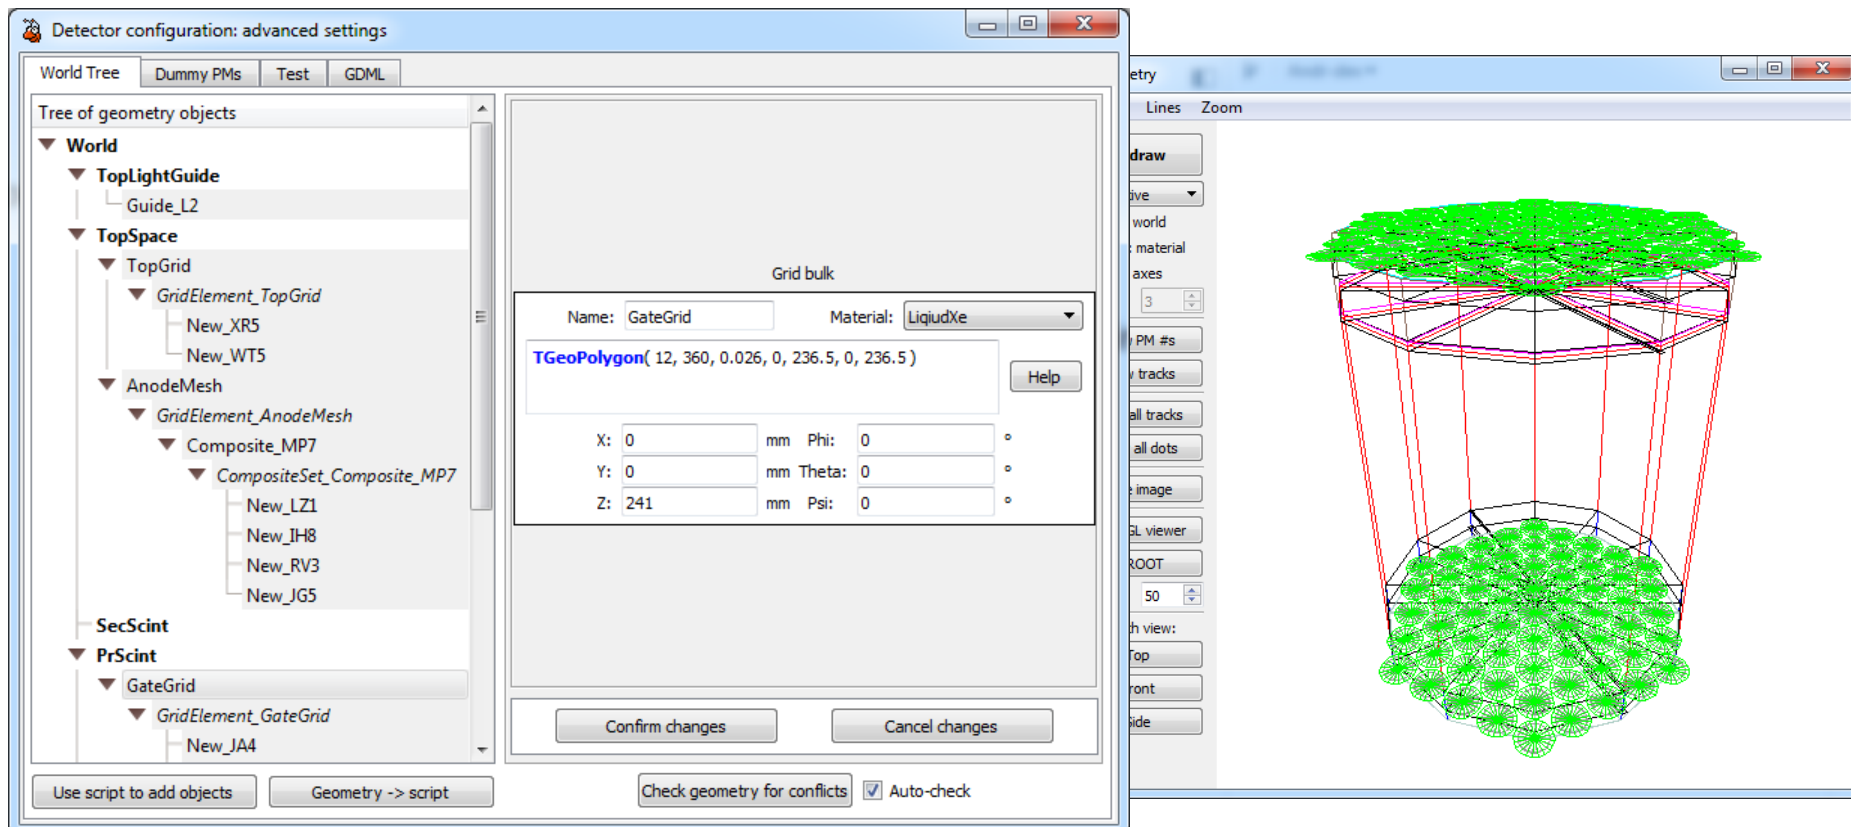 Detector configuration: advanced settings
World Tree
Dummy PMs
Test
GDML
Tree of geometry objects
World
TopLightGuide
Guide_L2
TopSpace
TopGrid
GridElement_TopGrid
New_XR5
New_WT5
AnodeMesh
GridElement_AnodeMesh
Composite_MP7
CompositeSet_Composite_MP7
New_LZ1
New_IH8
New_RV3
New_JG5
SecScint
PrScint
GateGrid
GridElement_GateGrid
New_JA4
Use script to add objects
Geometry -> script
Grid bulk
Name: GateGrid
Material: LiqiudXe
TGeoPolygon( 12, 360, 0.026, 0, 236.5, 0, 236.5 )
Help
X: 0 mm Phi: 0 °
Y: 0 mm Theta: 0 °
Z: 241 mm Psi: 0 °
Confirm changes
Cancel changes
Check geometry for conflicts
Auto-check
etry
Lines
Zoom
draw
ive
world
: material
axes
3
PM #s
tracks
all tracks
all dots
image
GL viewer
ROOT
50
th view:
Top
ront
Side